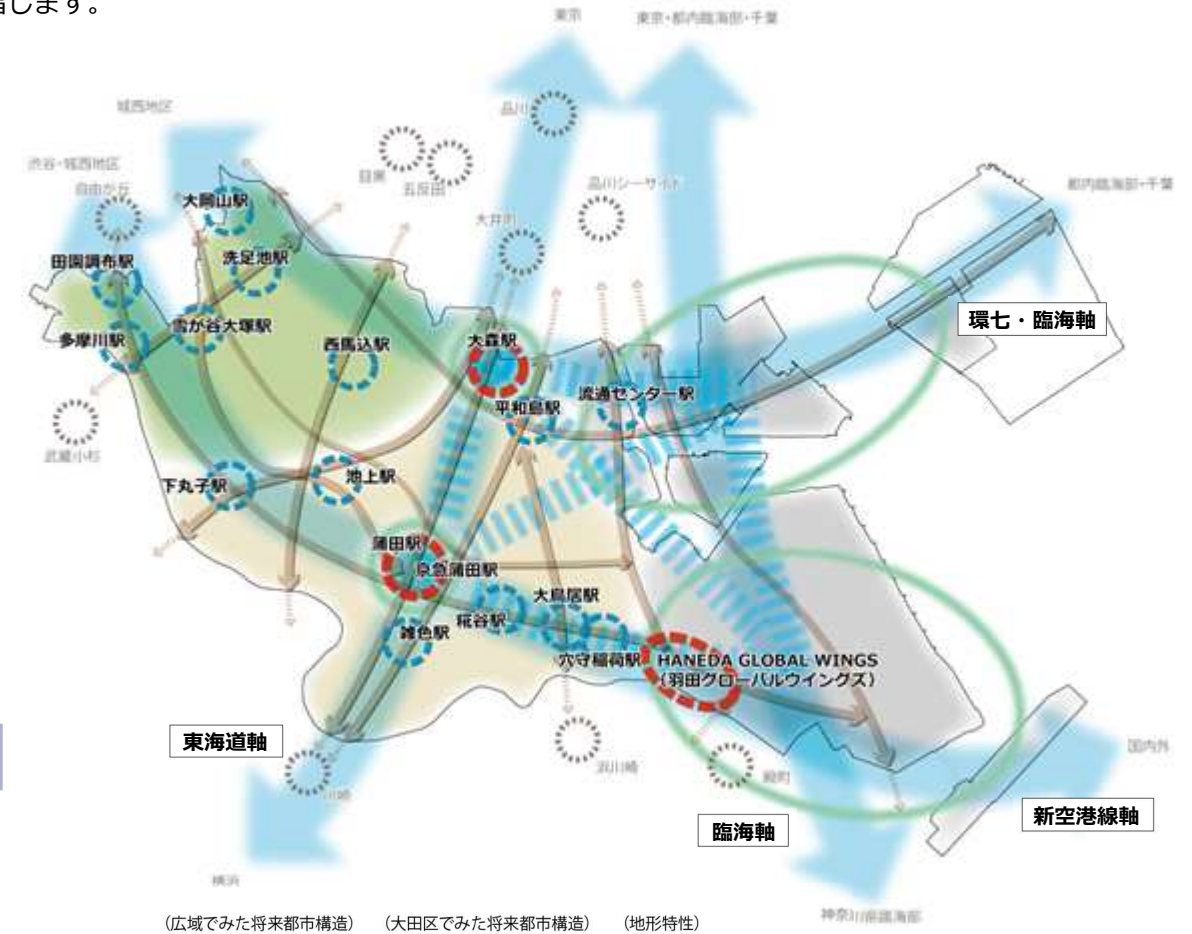 指します。
東京
東京・都内臨海部・千葉
品川
城西地区
目黒
五反田
渋谷・城西地区
自由が丘
大岡山駅
品川シーサイド
都内臨海部・千葉
大井町
田園調布駅
洗足池駅
環七・臨海軸
雪が谷大塚駅
多摩川駅
西馬込駅
大森駅
平和島駅
流通センター駅
武蔵小杉
下丸子駅
池上駅
蒲田駅
京急蒲田駅
大鳥居駅
糀谷駅
雑色駅
穴守稲荷駅
HANEDA GLOBAL WINGS
(羽田グローバルウイングズ)
東海道軸
浜川崎
殿町
国内外
川崎
新空港線軸
臨海軸
横浜
神奈川県臨海部
(広域でみた将来都市構造) (大田区でみた将来都市構造) (地形特性)